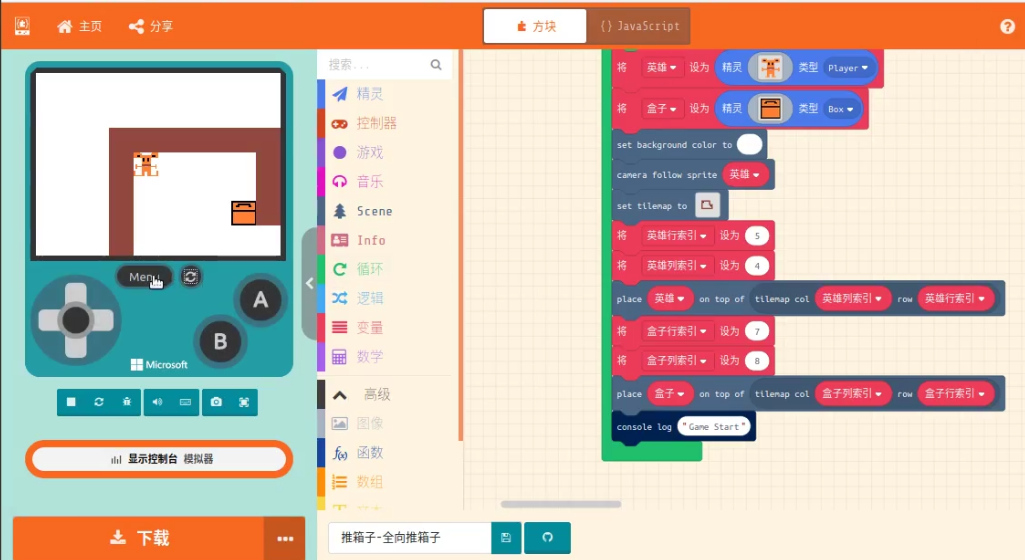 主页
分享
方块
{} JavaScript
?
Menu
A
B
Microsoft
显示控制台 模拟器
下载
搜索...
精灵
控制器
游戏
音乐
Scene
Info
循环
逻辑
变量
数学
高级
图像
f(x) 函数
数组
将 英雄 设为 精灵 类型 Player
将 盒子 设为 精灵 类型 Box
set background color to
camera follow sprite 英雄
set tilemap to
将 英雄行索引 设为 5
将 英雄列索引 设为 4
place 英雄 on top of tilemap col 英雄列索引 row 英雄行索引
将 盒子行索引 设为 7
将 盒子列索引 设为 8
place 盒子 on top of tilemap col 盒子列索引 row 盒子行索引
console log "Game Start"
推箱子-全向推箱子